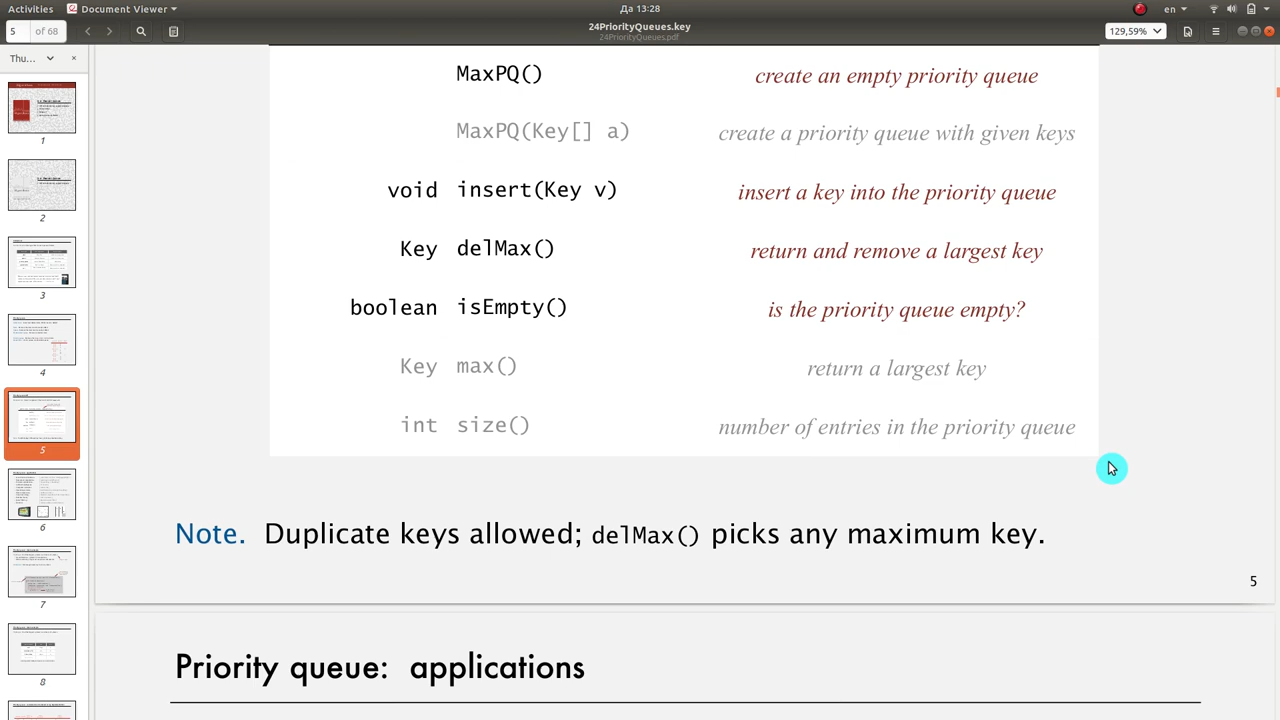 Activities Document Viewer Да 13:28 en
5 of 68 24PriorityQueues.key 129,59%
24PriorityQueues.pdf
Thu…
1
2
3
4
5
6
7
8
MaxPQ() create an empty priority queue
MaxPQ(Key[] a) create a priority queue with given keys
void insert(Key v) insert a key into the priority queue
Key delMax() return and remove a largest key
boolean isEmpty() is the priority queue empty?
Key max() return a largest key
int size() number of entries in the priority queue
Note. Duplicate keys allowed; delMax() picks any maximum key.
5
Priority queue: applications